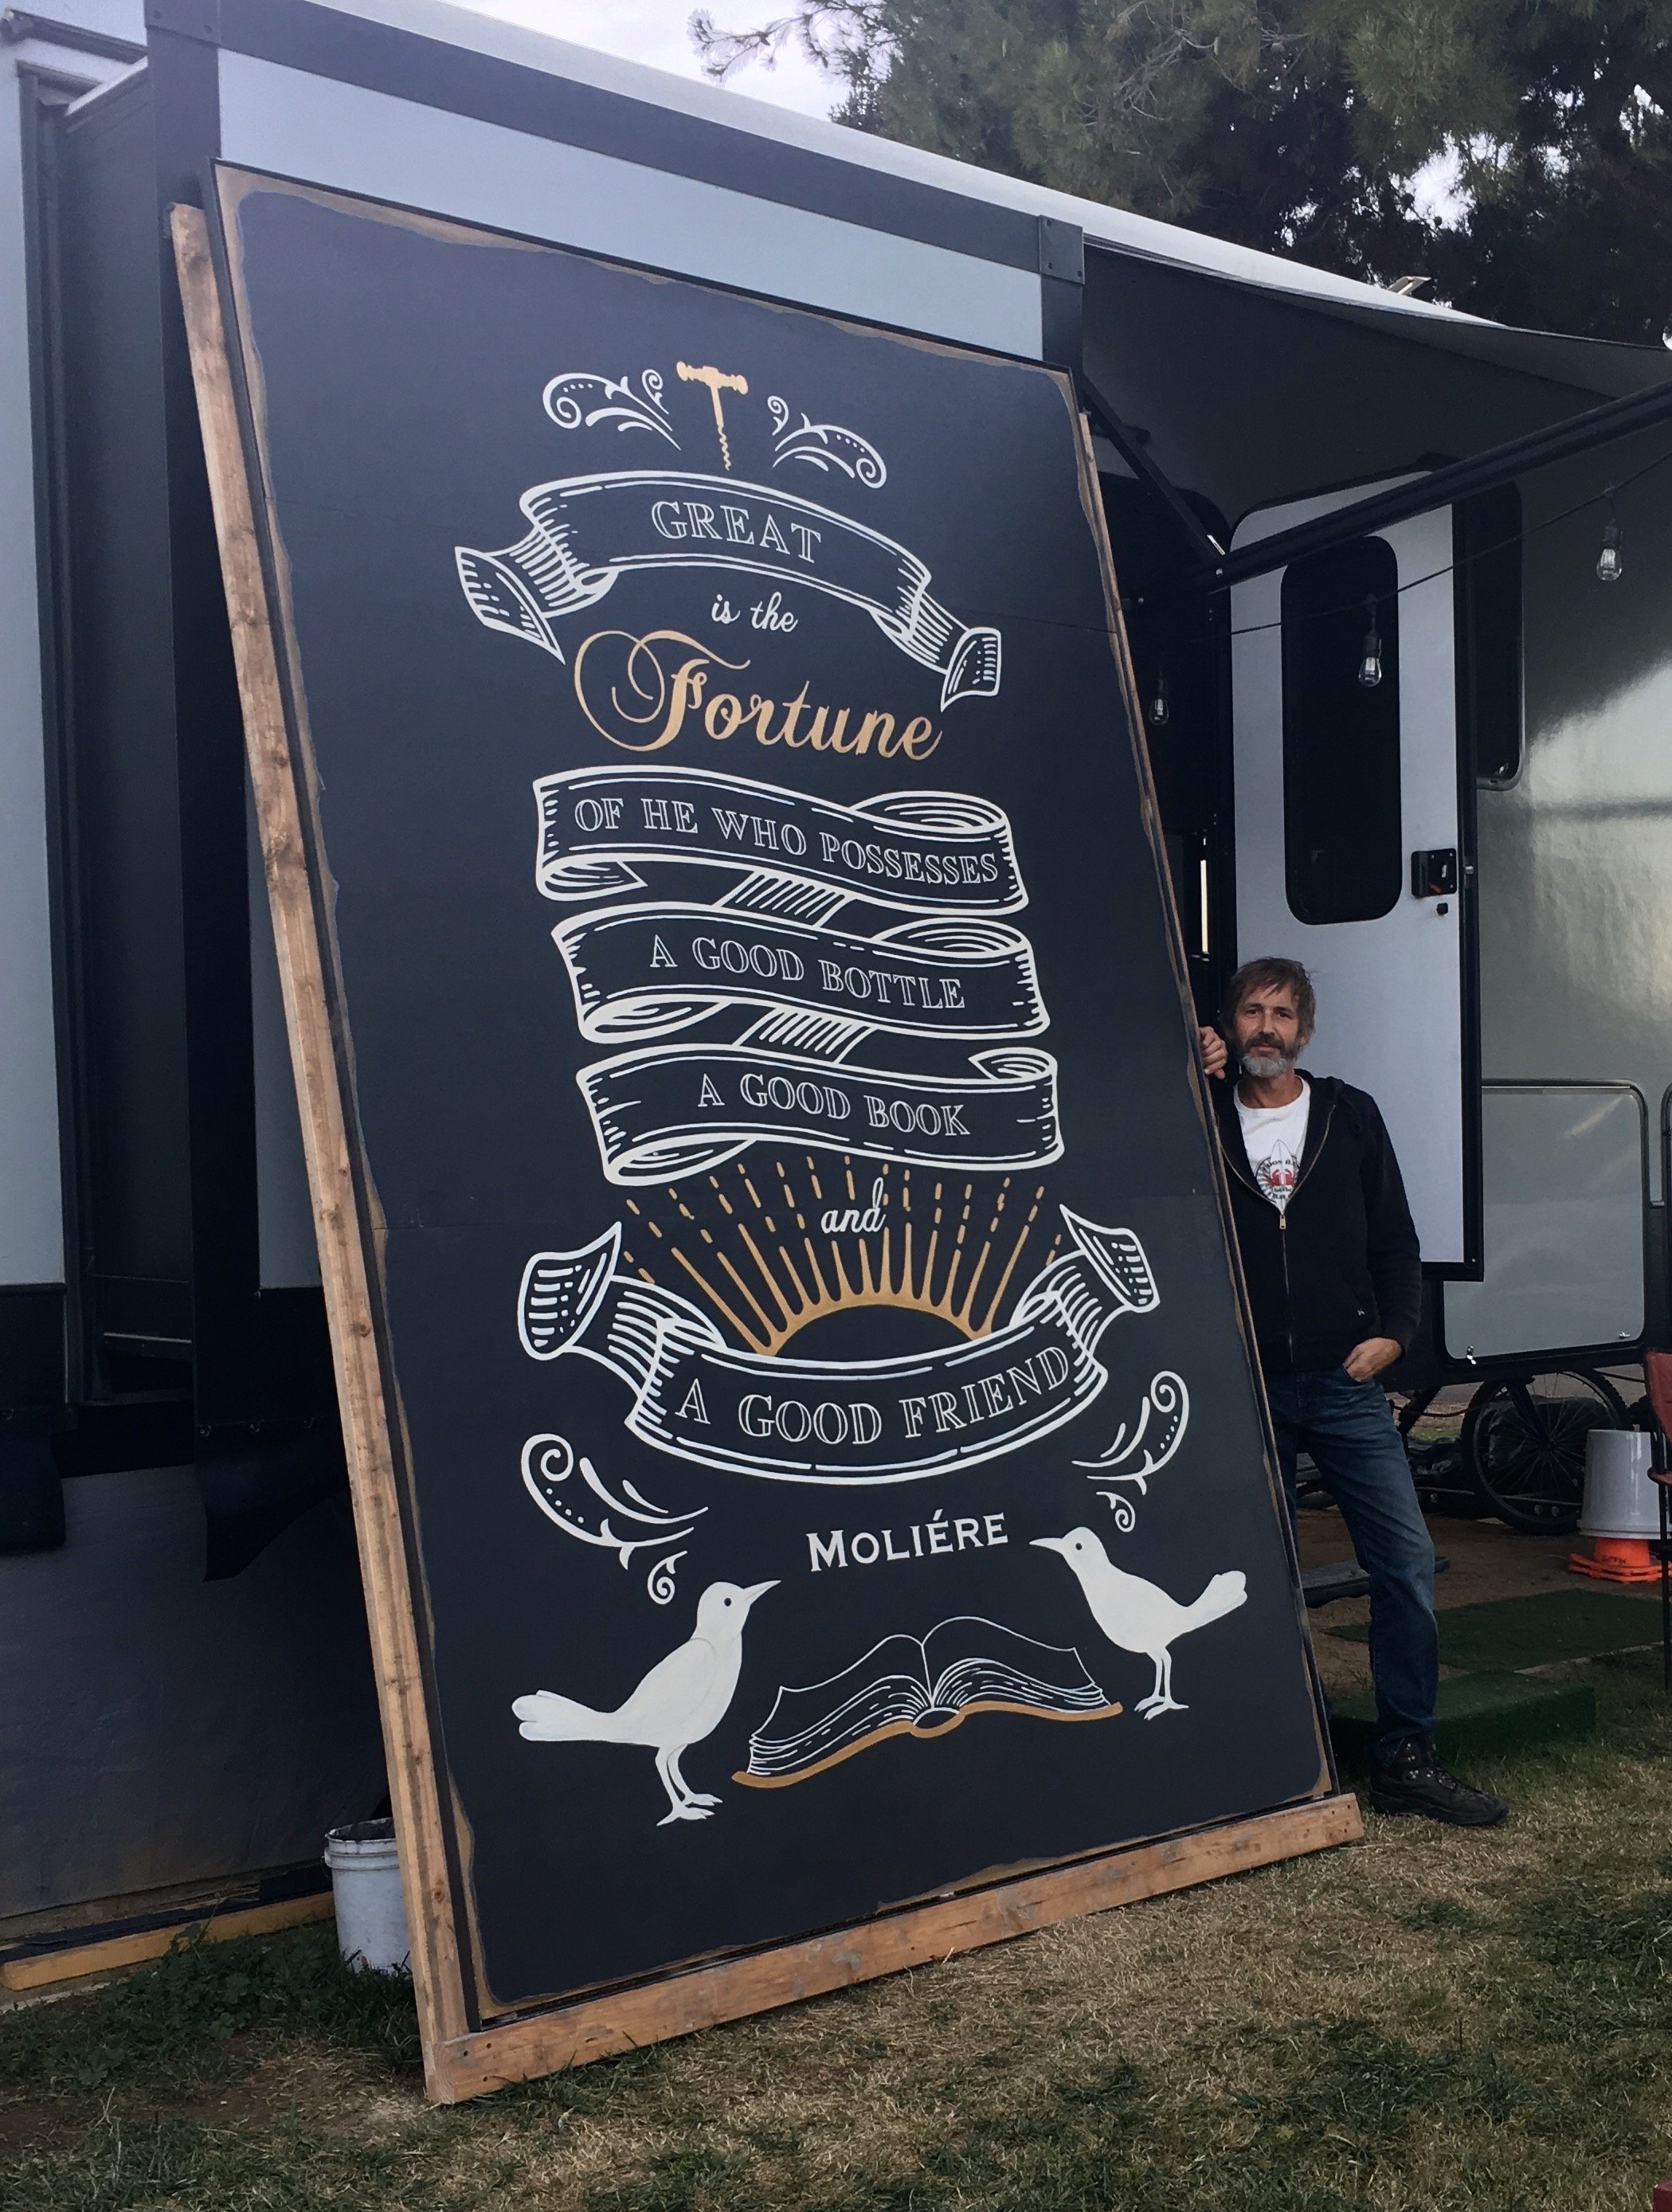 GREAT
is the
Fortune
OF HE WHO POSSESSES
A GOOD BOTTLE
A GOOD BOOK
and
A GOOD FRIEND
MOLIÉRE